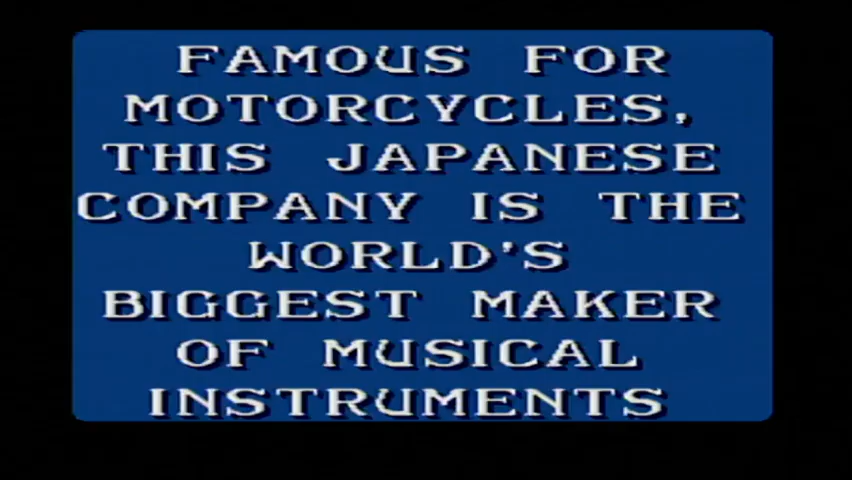 FAMOUS FOR
MOTORCYCLES,
THIS JAPANESE
COMPANY IS THE
WORLD'S
BIGGEST MAKER
OF MUSICAL
INSTRUMENTS